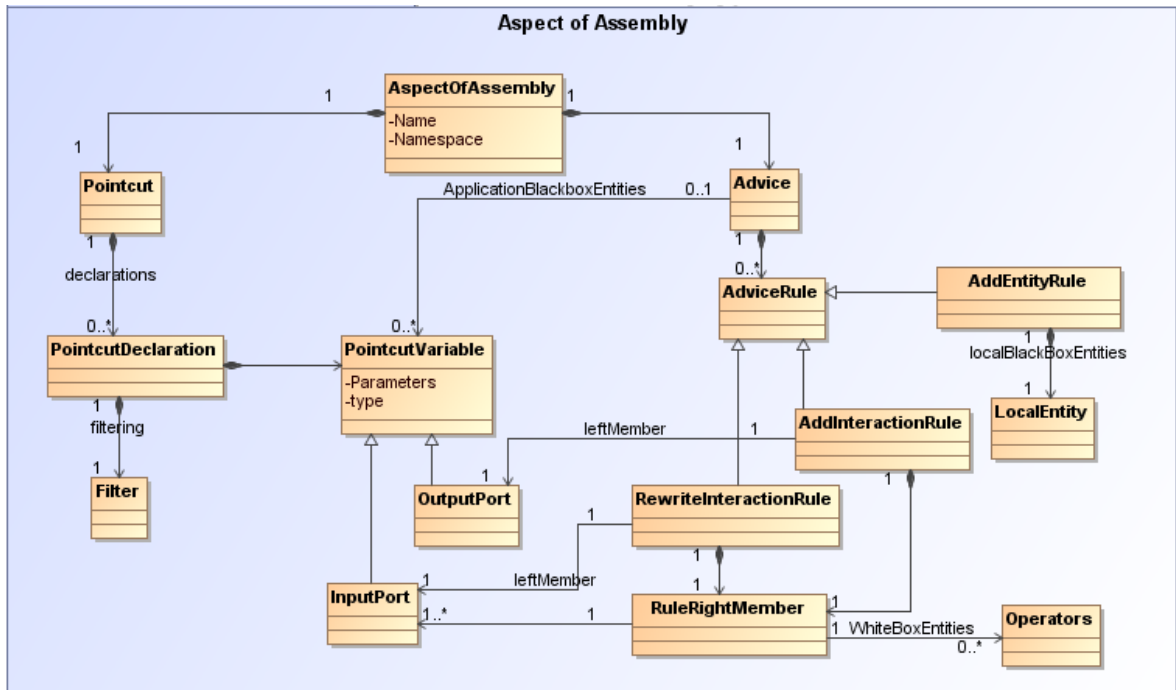 Aspect of Assembly
AspectOfAssembly
-Name
-Namespace
1
1
1
1
Pointcut
Advice
ApplicationBlackboxEntities
0..1
1
declarations
0..*
1
0..*
AdviceRule
AddEntityRule
1
localBlackBoxEntities
1
LocalEntity
PointcutDeclaration
0..*
PointcutVariable
-Parameters
-type
1
filtering
1
Filter
AddInteractionRule
1
leftMember
1
1
OutputPort
RewriteInteractionRule
1
leftMember
1
1
1
InputPort
1..*
1
RuleRightMember
1
1
WhiteBoxEntities
0..*
Operators